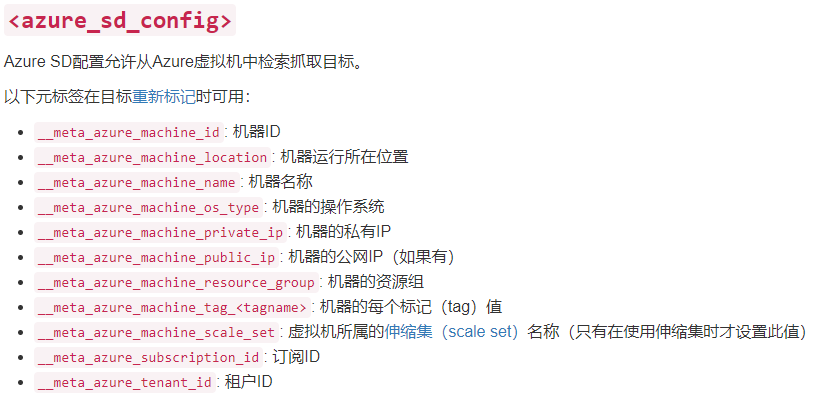 <azure_sd_config>
Azure SD配置允许从Azure虚拟机中检索抓取目标。
以下元标签在目标重新标记时可用：
• __meta_azure_machine_id: 机器ID
• __meta_azure_machine_location: 机器运行所在位置
• __meta_azure_machine_name: 机器名称
• __meta_azure_machine_os_type: 机器的操作系统
• __meta_azure_machine_private_ip: 机器的私有IP
• __meta_azure_machine_public_ip: 机器的公网IP（如果有）
• __meta_azure_machine_resource_group: 机器的资源组
• __meta_azure_machine_tag_<tagname>: 机器的每个标记（tag）值
• __meta_azure_machine_scale_set: 虚拟机所属的伸缩集（scale set）名称（只有在使用伸缩集时才设置此值）
• __meta_azure_subscription_id: 订阅ID
• __meta_azure_tenant_id: 租户ID